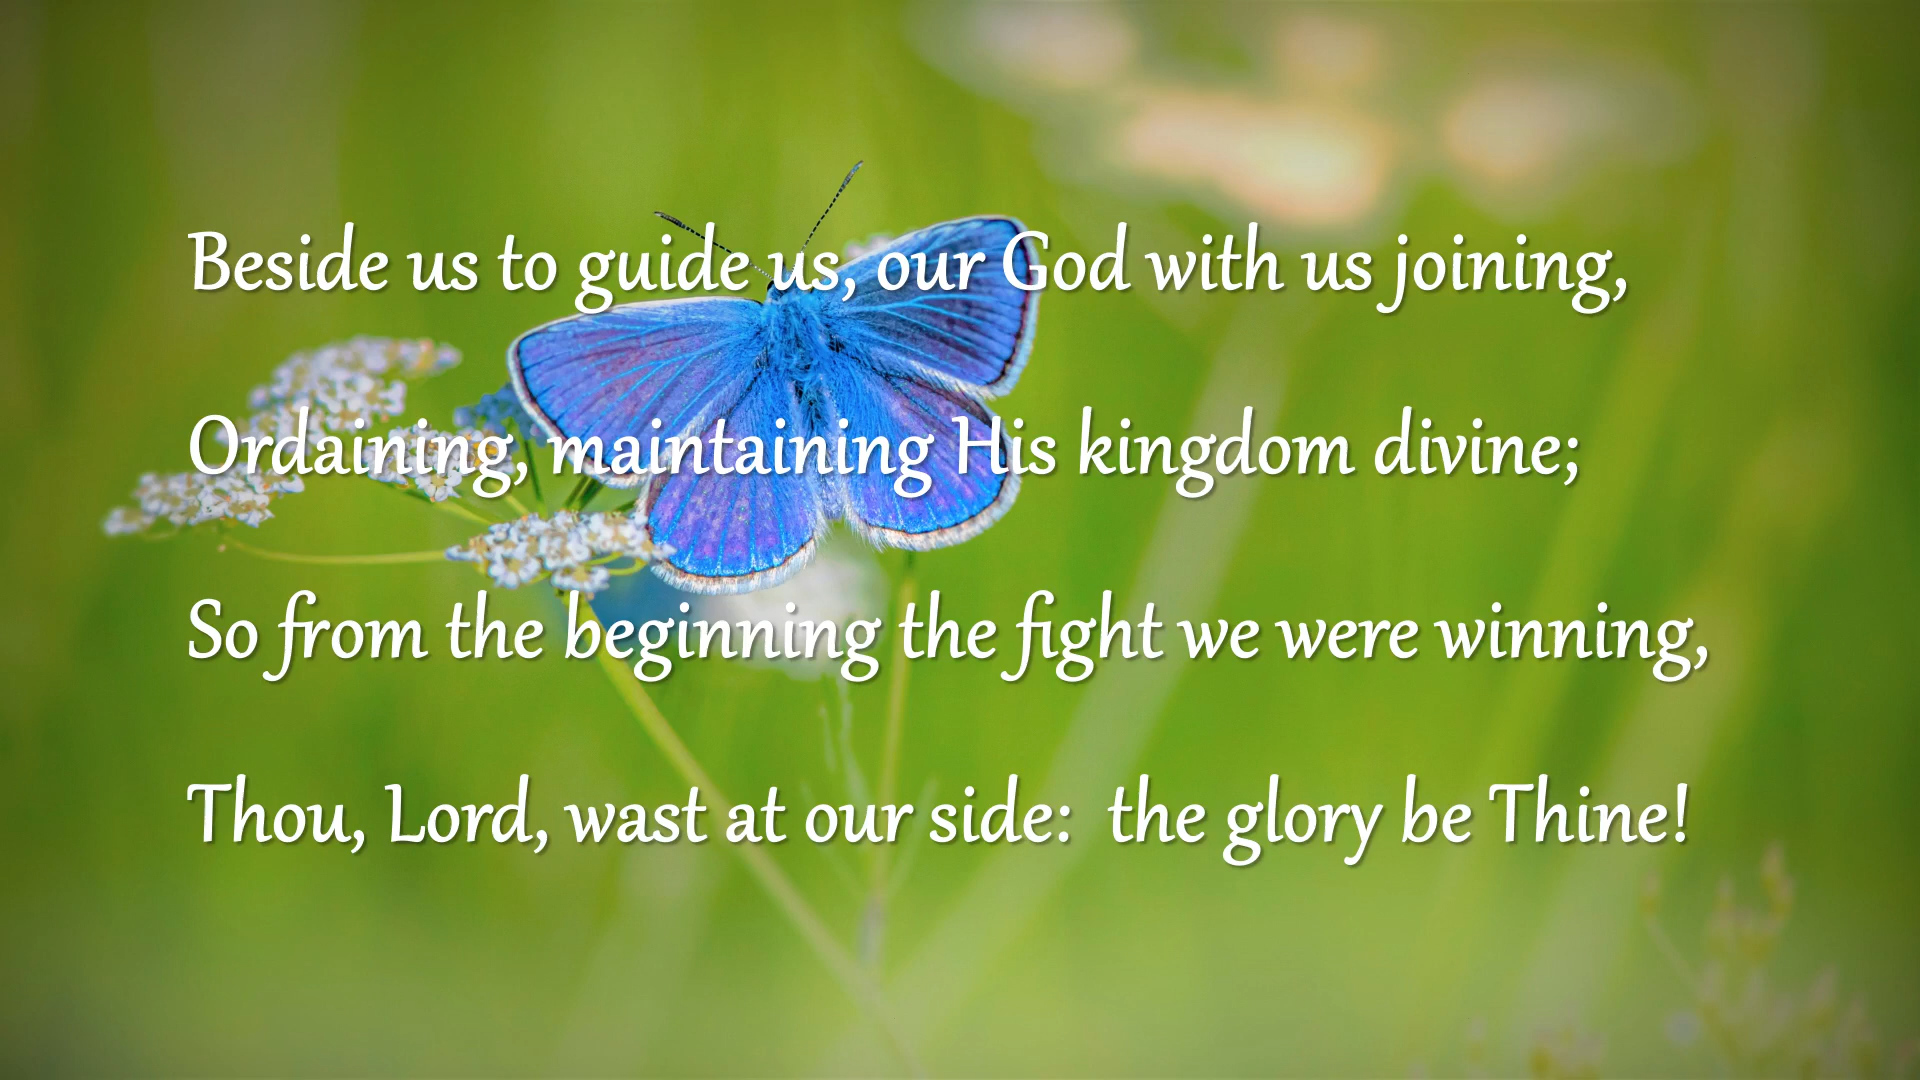 Beside us to guide us, our God with us joining,
Ordaining, maintaining His kingdom divine;
So from the beginning the fight we were winning,
Thou, Lord, wast at our side:  the glory be Thine!